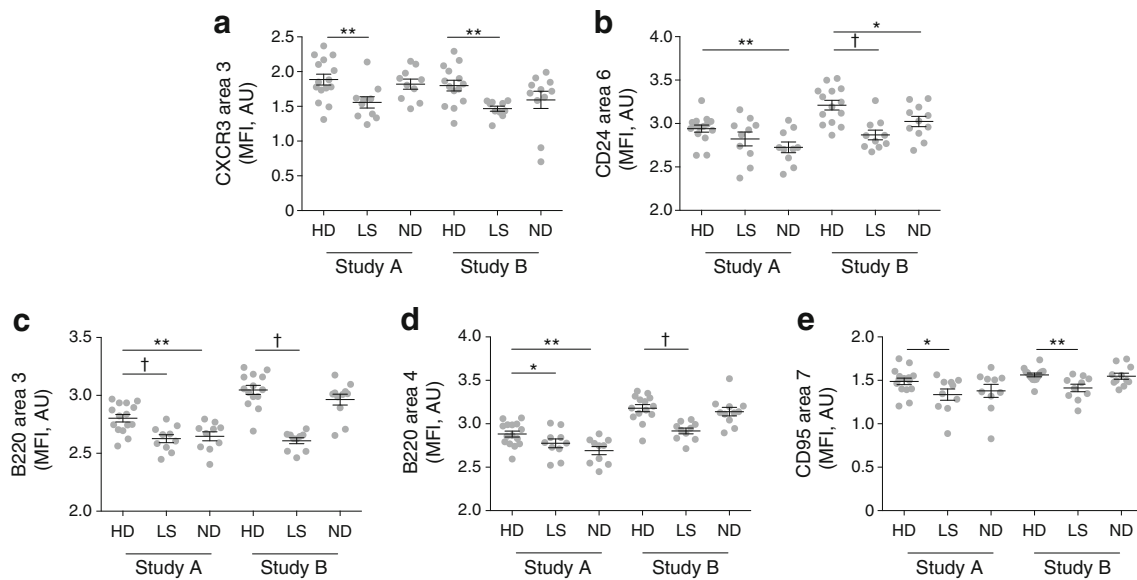 a
CXCR3 area 3
(MFI, AU)
2.5
2.0
1.5
1.0
0.5
0
** **
HD LS ND HD LS ND
Study A Study B
b
CD24 area 6
(MFI, AU)
4.0
3.5
3.0
2.5
2.0
*
** †
HD LS ND HD LS ND
Study A Study B
c
B220 area 3
(MFI, AU)
3.5
3.0
2.5
2.0
**
† †
HD LS ND HD LS ND
Study A Study B
d
B220 area 4
(MFI, AU)
4.0
3.5
3.0
2.5
2.0
** †
*
HD LS ND HD LS ND
Study A Study B
e
CD95 area 7
(MFI, AU)
2.0
1.5
1.0
0.5
0
* **
HD LS ND HD LS ND
Study A Study B